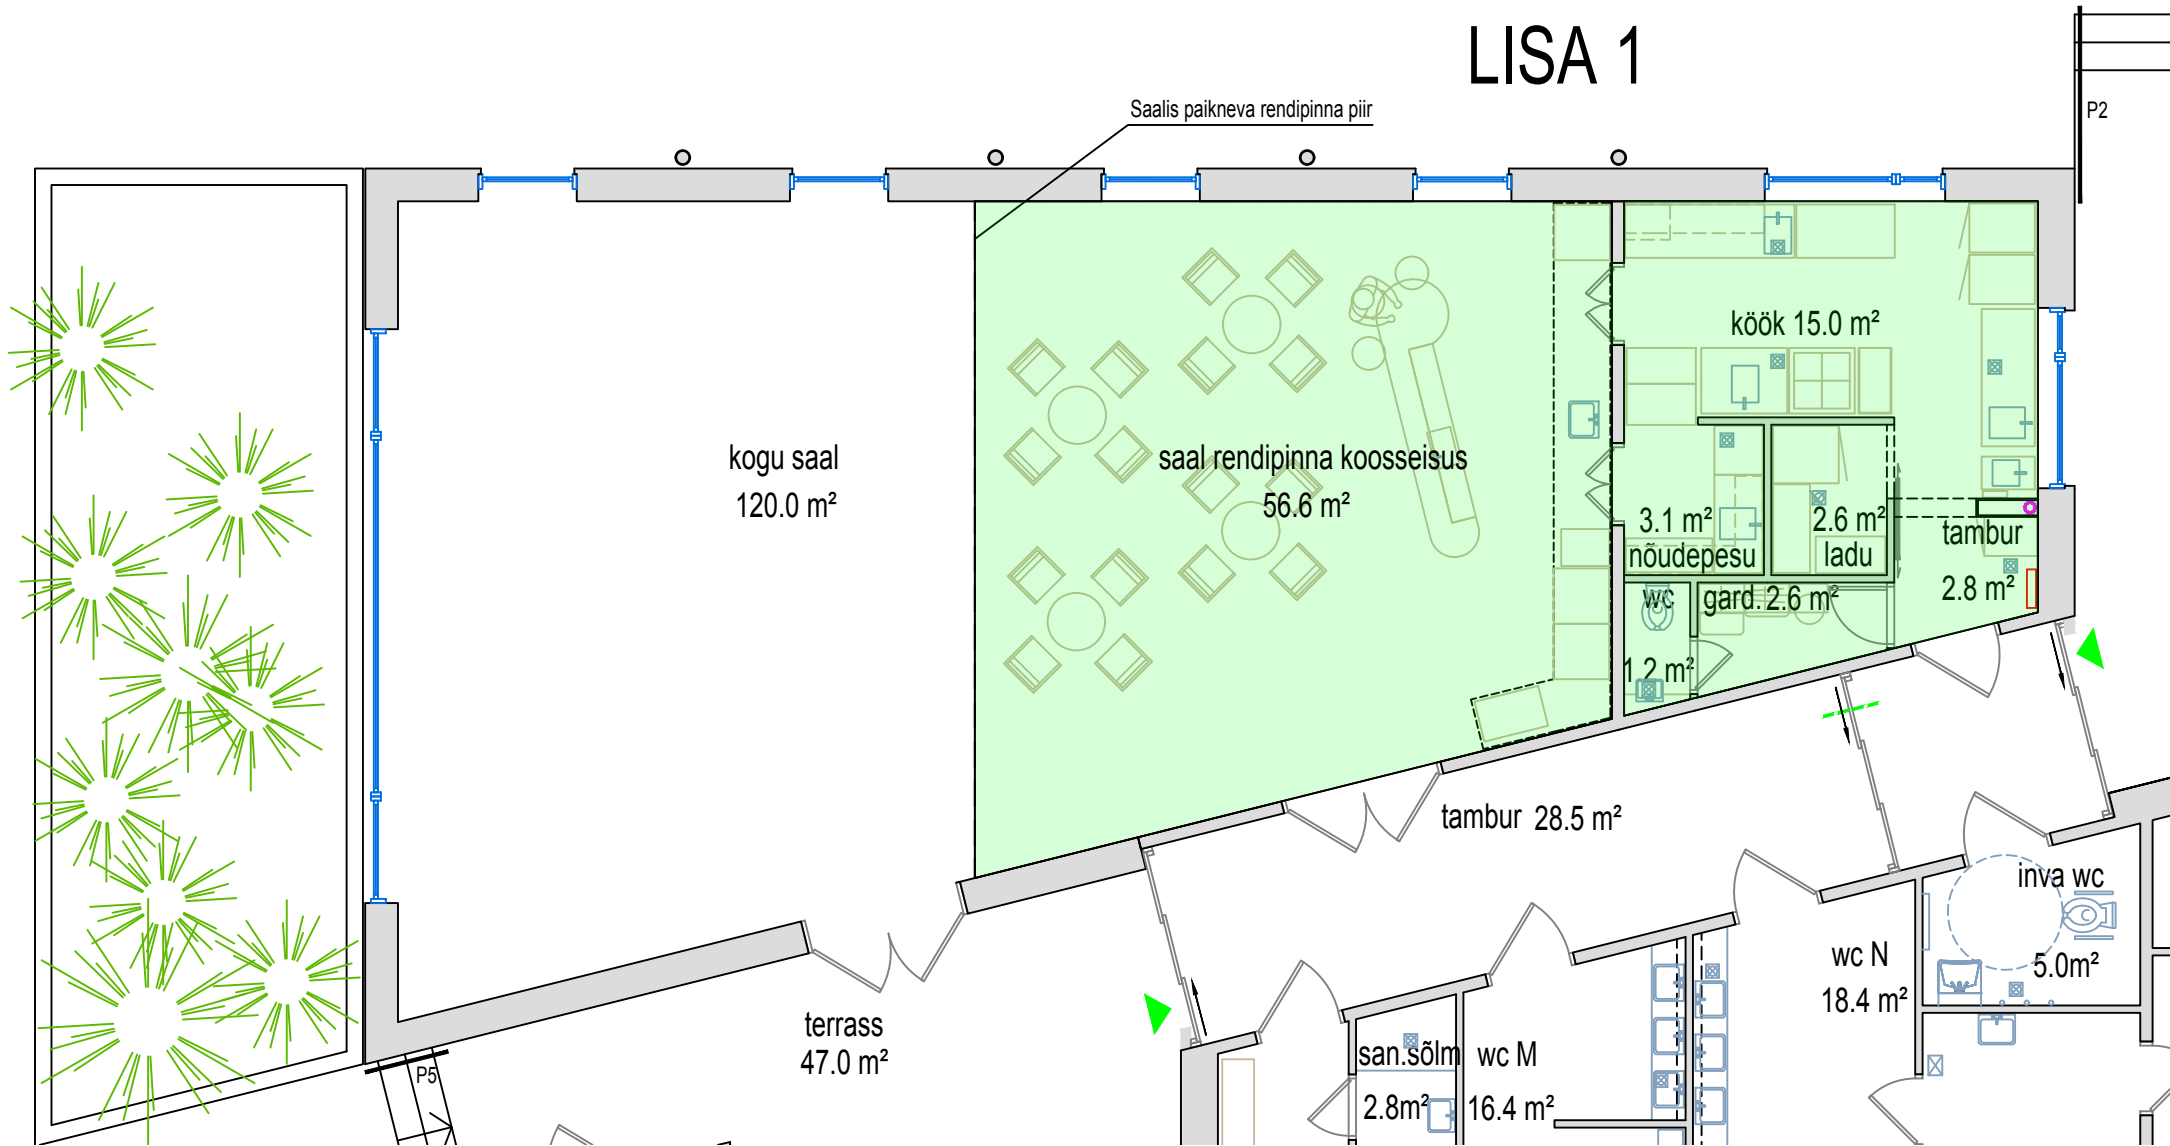 LISA 1
Saalis paikneva rendipinna piir
P2
köök 15.0 m²
kogu saal
120.0 m²
saal rendipinna koosseisus
56.6 m²
3.1 m²
nõudepesu
2.6 m²
ladu
tambur
2.8 m²
wc
1.2 m²
gard. 2.6 m²
tambur 28.5 m²
inva wc
5.0m²
wc N
18.4 m²
terrass
47.0 m²
san.sõlm
2.8m²
wc M
16.4 m²
P5